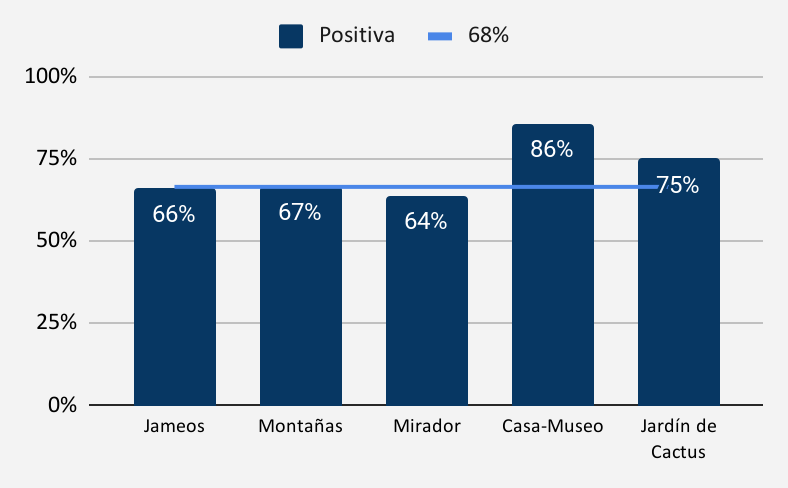 Positiva 68%
100%
75%
50%
25%
0%
66%
67%
64%
86%
75%
Jameos
Montañas
Mirador
Casa-Museo
Jardín de
Cactus